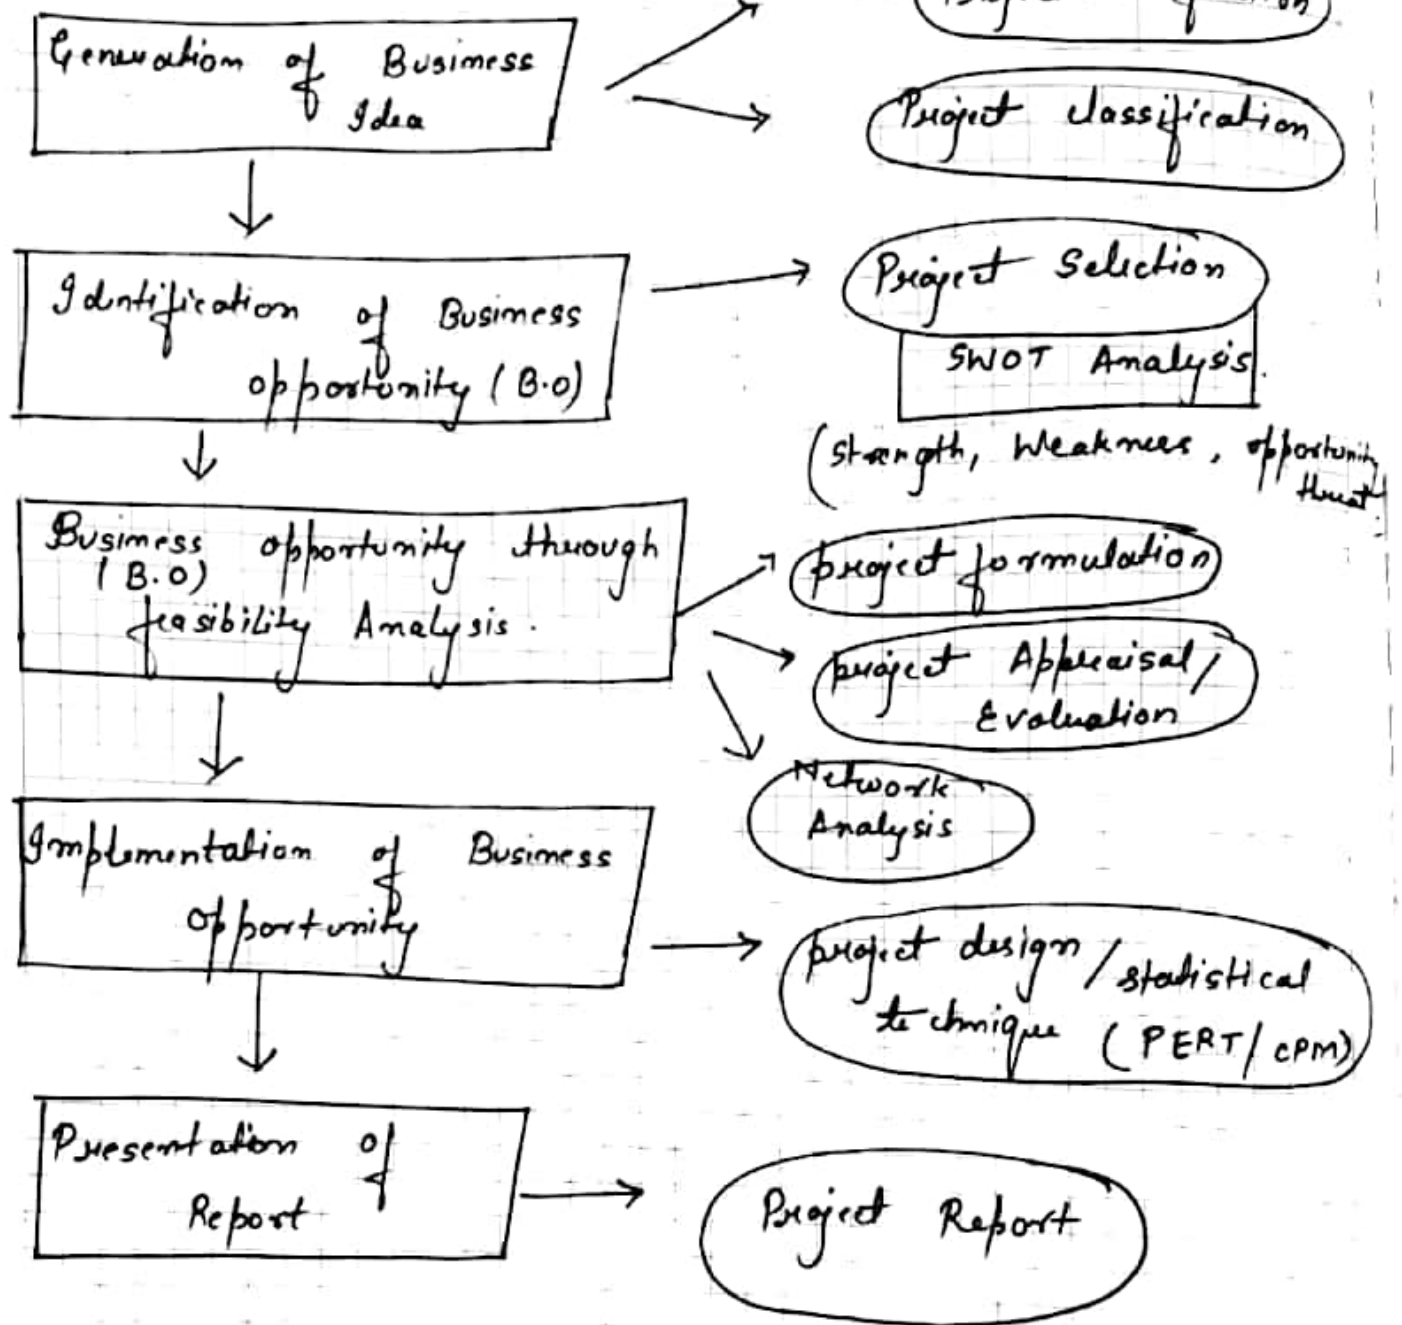 Project
Generation of Business
Idea
Project classification
Identification of Business
opportunity (B.O)
Project Selection
SWOT Analysis.
(Strength, Weakness, opportunity
threat
Business opportunity through
(B.O)
feasibility Analysis.
project formulation
project Appraisal/
Evaluation
Network
Analysis
Implementation of Business
opportunity
project design / statistical
technique (PERT/CPM)
Presentation of
Report
Project Report